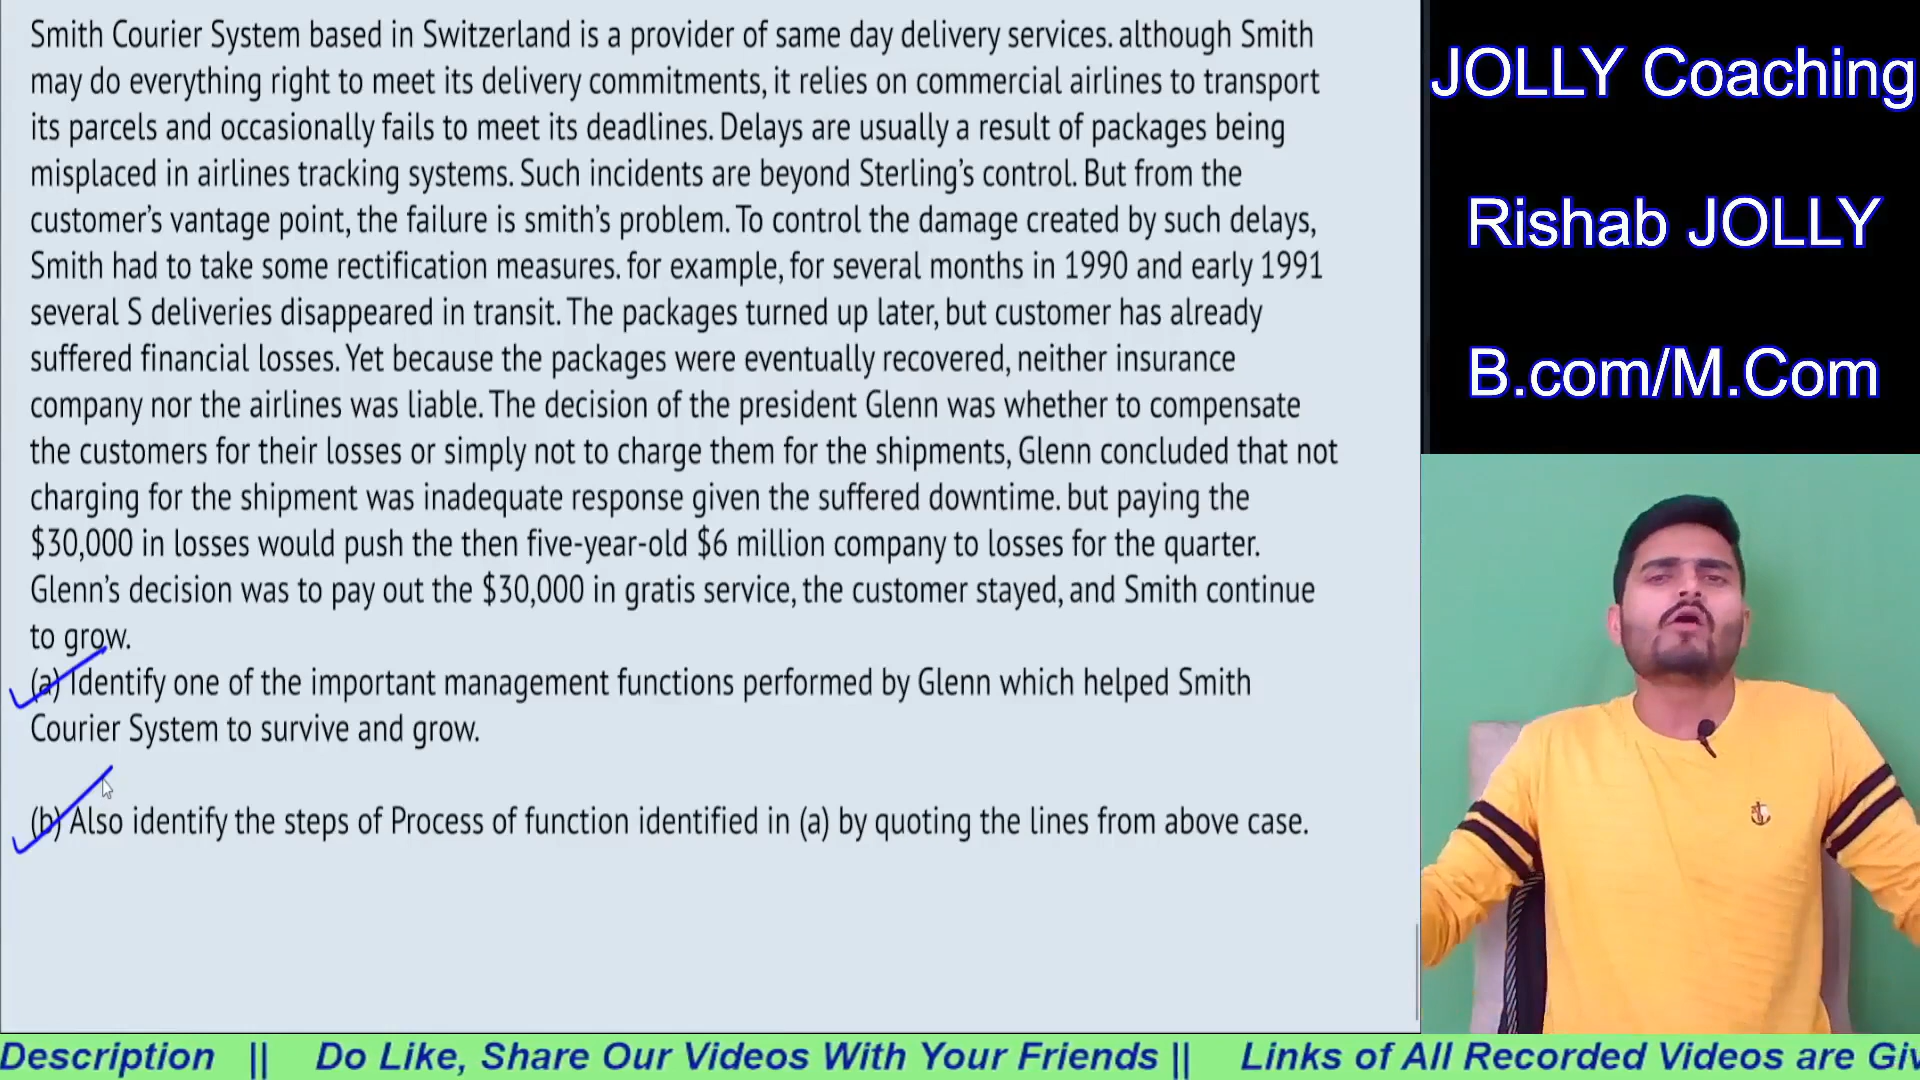 Smith Courier System based in Switzerland is a provider of same day delivery services. although Smith
may do everything right to meet its delivery commitments, it relies on commercial airlines to transport
its parcels and occasionally fails to meet its deadlines. Delays are usually a result of packages being
misplaced in airlines tracking systems. Such incidents are beyond Sterling's control. But from the
customer's vantage point, the failure is smith's problem. To control the damage created by such delays,
Smith had to take some rectification measures. for example, for several months in 1990 and early 1991
several S deliveries disappeared in transit. The packages turned up later, but customer has already
suffered financial losses. Yet because the packages were eventually recovered, neither insurance
company nor the airlines was liable. The decision of the president Glenn was whether to compensate
the customers for their losses or simply not to charge them for the shipments, Glenn concluded that not
charging for the shipment was inadequate response given the suffered downtime. but paying the
$30,000 in losses would push the then five-year-old $6 million company to losses for the quarter.
Glenn's decision was to pay out the $30,000 in gratis service, the customer stayed, and Smith continue
to grow.
(a) Identify one of the important management functions performed by Glenn which helped Smith
Courier System to survive and grow.
(b) Also identify the steps of Process of function identified in (a) by quoting the lines from above case.
JOLLY Coaching
Rishab JOLLY
B.com/M.Com
Description || Do Like, Share Our Videos With Your Friends || Links of All Recorded Videos are Giv